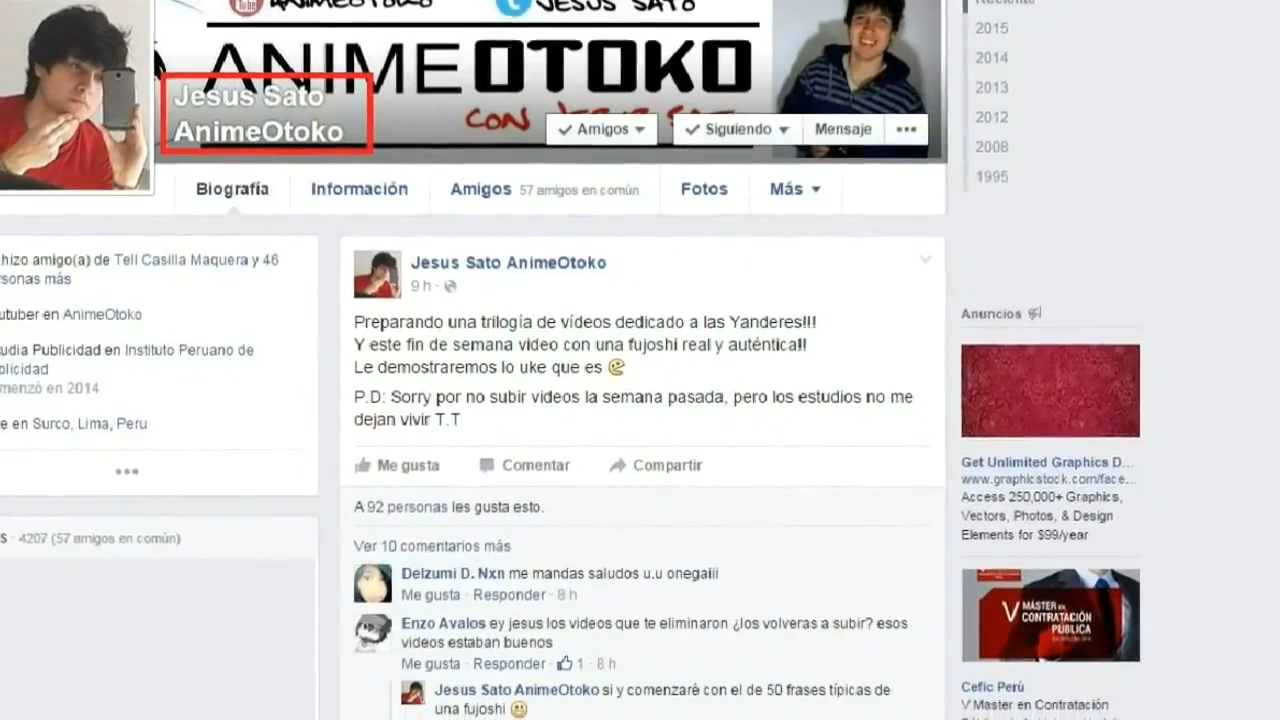 ANIMEOTOKO
JESUS SATO
ANIMEOTOKO
CON
Jesus Sato
AnimeOtoko
Amigos
Siguiendo
Mensaje
Reciente
2015
2014
2013
2012
2008
1995
Biografía
Información
Amigos 57 amigos en común
Fotos
Más
hizo amigo(a) de Tell Casilla Maquera y 46
rsonas más
utuber en AnimeOtoko
udia Publicidad en Instituto Peruano de
blicidad
menzó en 2014
e en Surco, Lima, Peru
S · 4207 (57 amigos en común)
Jesus Sato AnimeOtoko
9 h ·
Preparando una trilogía de vídeos dedicado a las Yanderes!!!
Y este fin de semana video con una fujoshi real y auténtica!!
Le demostraremos lo uke que es
P.D: Sorry por no subir videos la semana pasada, pero los estudios no me
dejan vivir T.T
Me gusta
Comentar
Compartir
A 92 personas les gusta esto.
Ver 10 comentarios más
Delzumi D. Nxn me mandas saludos u.u onegaiii
Me gusta · Responder · 8 h
Enzo Avalos ey jesus los videos que te eliminaron ¿los volveras a subir? esos
videos estaban buenos
Me gusta · Responder · 1 · 8 h
Jesus Sato AnimeOtoko si y comenzaré con el de 50 frases típicas de
una fujoshi
Anuncios
Get Unlimited Graphics D...
www.graphicstock.com/face...
Access 250,000+ Graphics,
Vectors, Photos, & Design
Elements for $99/year
V MÁSTER EN
CONTRATACIÓN
PÚBLICA
Cefic Perú
V Master en Contratación